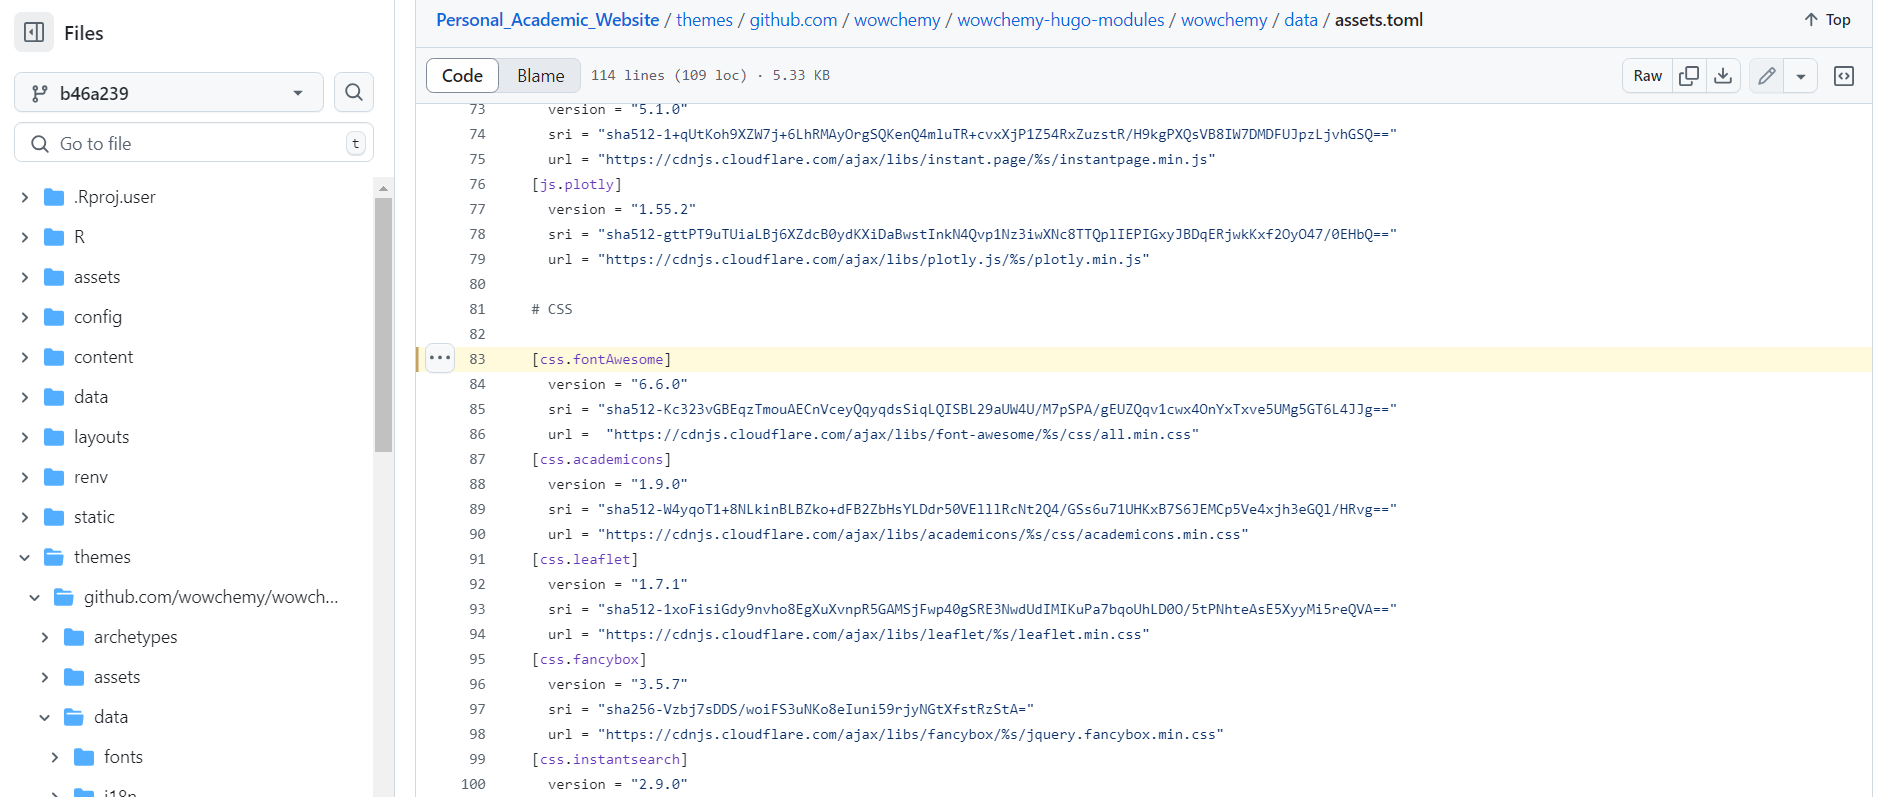 Files
b46a239
Go to file
t
.Rproj.user
R
assets
config
content
data
layouts
renv
static
themes
github.com/wowchemy/wowch...
archetypes
assets
data
fonts
i18n
Personal_Academic_Website / themes / github.com / wowchemy / wowchemy-hugo-modules / wowchemy / data / assets.toml
Top
Code Blame 114 lines (109 loc) · 5.33 KB
Raw
73 version = "5.1.0"
74 sri = "sha512-1+qUtKoh9XZW7j+6LhRMAyOrgSQKenQ4mluTR+cvxXjP1Z54RxZuzstR/H9kgPXQsVB8IW7DMDFUJpzLjvhGSQ=="
75 url = "https://cdnjs.cloudflare.com/ajax/libs/instant.page/%s/instantpage.min.js"
76 [js.plotly]
77 version = "1.55.2"
78 sri = "sha512-gttPT9uTUiaLBj6XZdcB0ydKXiDaBwstInkN4Qvp1Nz3iwXNc8TTQplIEPIGxyJBDqERjwkKxf2OyO47/0EHbQ=="
79 url = "https://cdnjs.cloudflare.com/ajax/libs/plotly.js/%s/plotly.min.js"
80
81 # CSS
82
83 [css.fontAwesome]
84 version = "6.6.0"
85 sri = "sha512-Kc323vGBEqzTmouAECnVceyQqyqdsSiqLQISBL29aUW4U/M7pSPA/gEUZQqv1cwx4OnYxTxve5UMg5GT6L4JJg=="
86 url =  "https://cdnjs.cloudflare.com/ajax/libs/font-awesome/%s/css/all.min.css"
87 [css.academicons]
88 version = "1.9.0"
89 sri = "sha512-W4yqoT1+8NLkinBLBZko+dFB2ZbHsYLDdr50VElllRcNt2Q4/GSs6u71UHKxB7S6JEMCp5Ve4xjh3eGQl/HRvg=="
90 url = "https://cdnjs.cloudflare.com/ajax/libs/academicons/%s/css/academicons.min.css"
91 [css.leaflet]
92 version = "1.7.1"
93 sri = "sha512-1xoFisiGdy9nvho8EgXuXvnpR5GAMSjFwp40gSRE3NwdUdIMIKuPa7bqoUhLD0O/5tPNhteAsE5XyyMi5reQVA=="
94 url = "https://cdnjs.cloudflare.com/ajax/libs/leaflet/%s/leaflet.min.css"
95 [css.fancybox]
96 version = "3.5.7"
97 sri = "sha256-Vzbj7sDDS/woiFS3uNKo8eIuni59rjyNGtXfstRzStA="
98 url = "https://cdnjs.cloudflare.com/ajax/libs/fancybox/%s/jquery.fancybox.min.css"
99 [css.instantsearch]
100 version = "2.9.0"